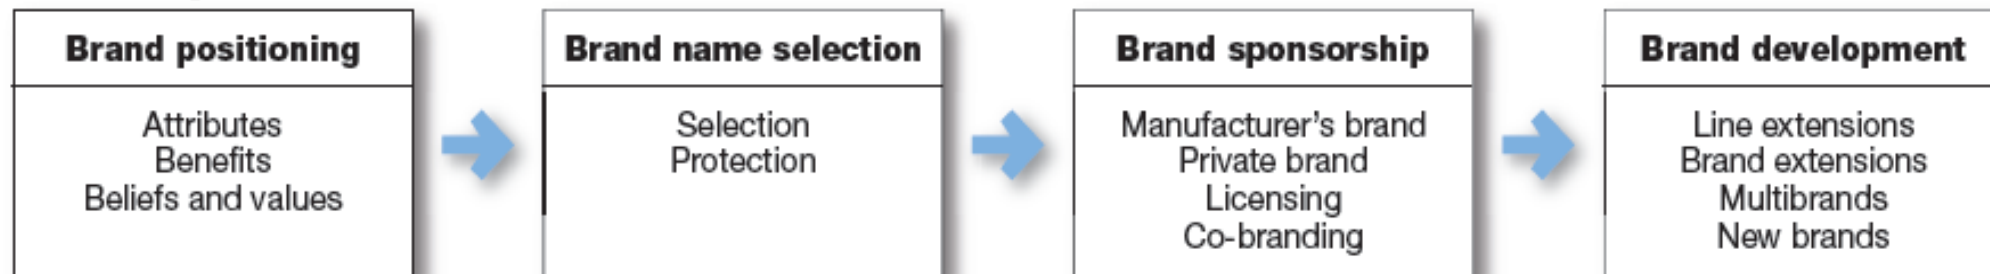 Brand positioning
Attributes
Benefits
Beliefs and values
Brand name selection
Selection
Protection
Brand sponsorship
Manufacturer's brand
Private brand
Licensing
Co-branding
Brand development
Line extensions
Brand extensions
Multibrands
New brands